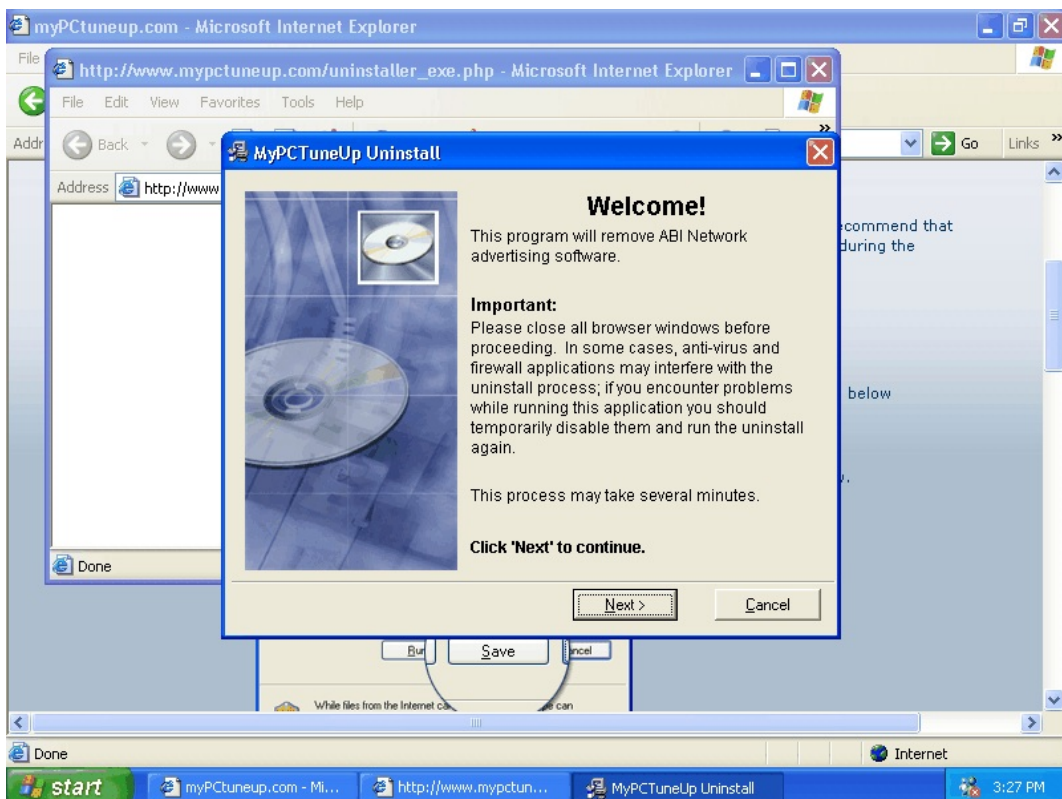 myPCtuneup.com - Microsoft Internet Explorer
File
http://www.mypctuneup.com/uninstaller_exe.php - Microsoft Internet Explorer
File Edit View Favorites Tools Help
Addr
Back
»
Go Links »
Address http://www
MyPCTuneUp Uninstall
Welcome!
This program will remove ABI Network
advertising software.
Important:
Please close all browser windows before
proceeding. In some cases, anti-virus and
firewall applications may interfere with the
uninstall process; if you encounter problems
while running this application you should
temporarily disable them and run the uninstall
again.
This process may take several minutes.
Click 'Next' to continue.
Next > Cancel
ecommend that
during the
below
Done
Save
While files from the Internet ca
can
Done
Internet
start
myPCtuneup.com - Mi...
http://www.mypctun...
MyPCTuneUp Uninstall
3:27 PM